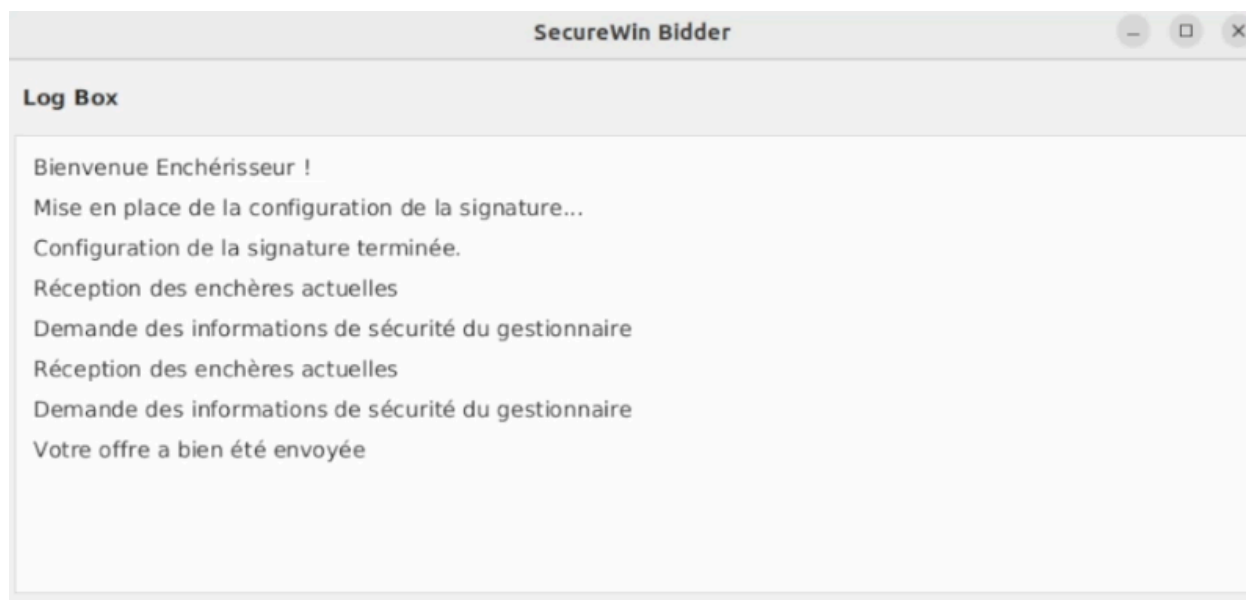 SecureWin Bidder
Log Box
Bienvenue Enchérisseur !
Mise en place de la configuration de la signature...
Configuration de la signature terminée.
Réception des enchères actuelles
Demande des informations de sécurité du gestionnaire
Réception des enchères actuelles
Demande des informations de sécurité du gestionnaire
Votre offre a bien été envoyée